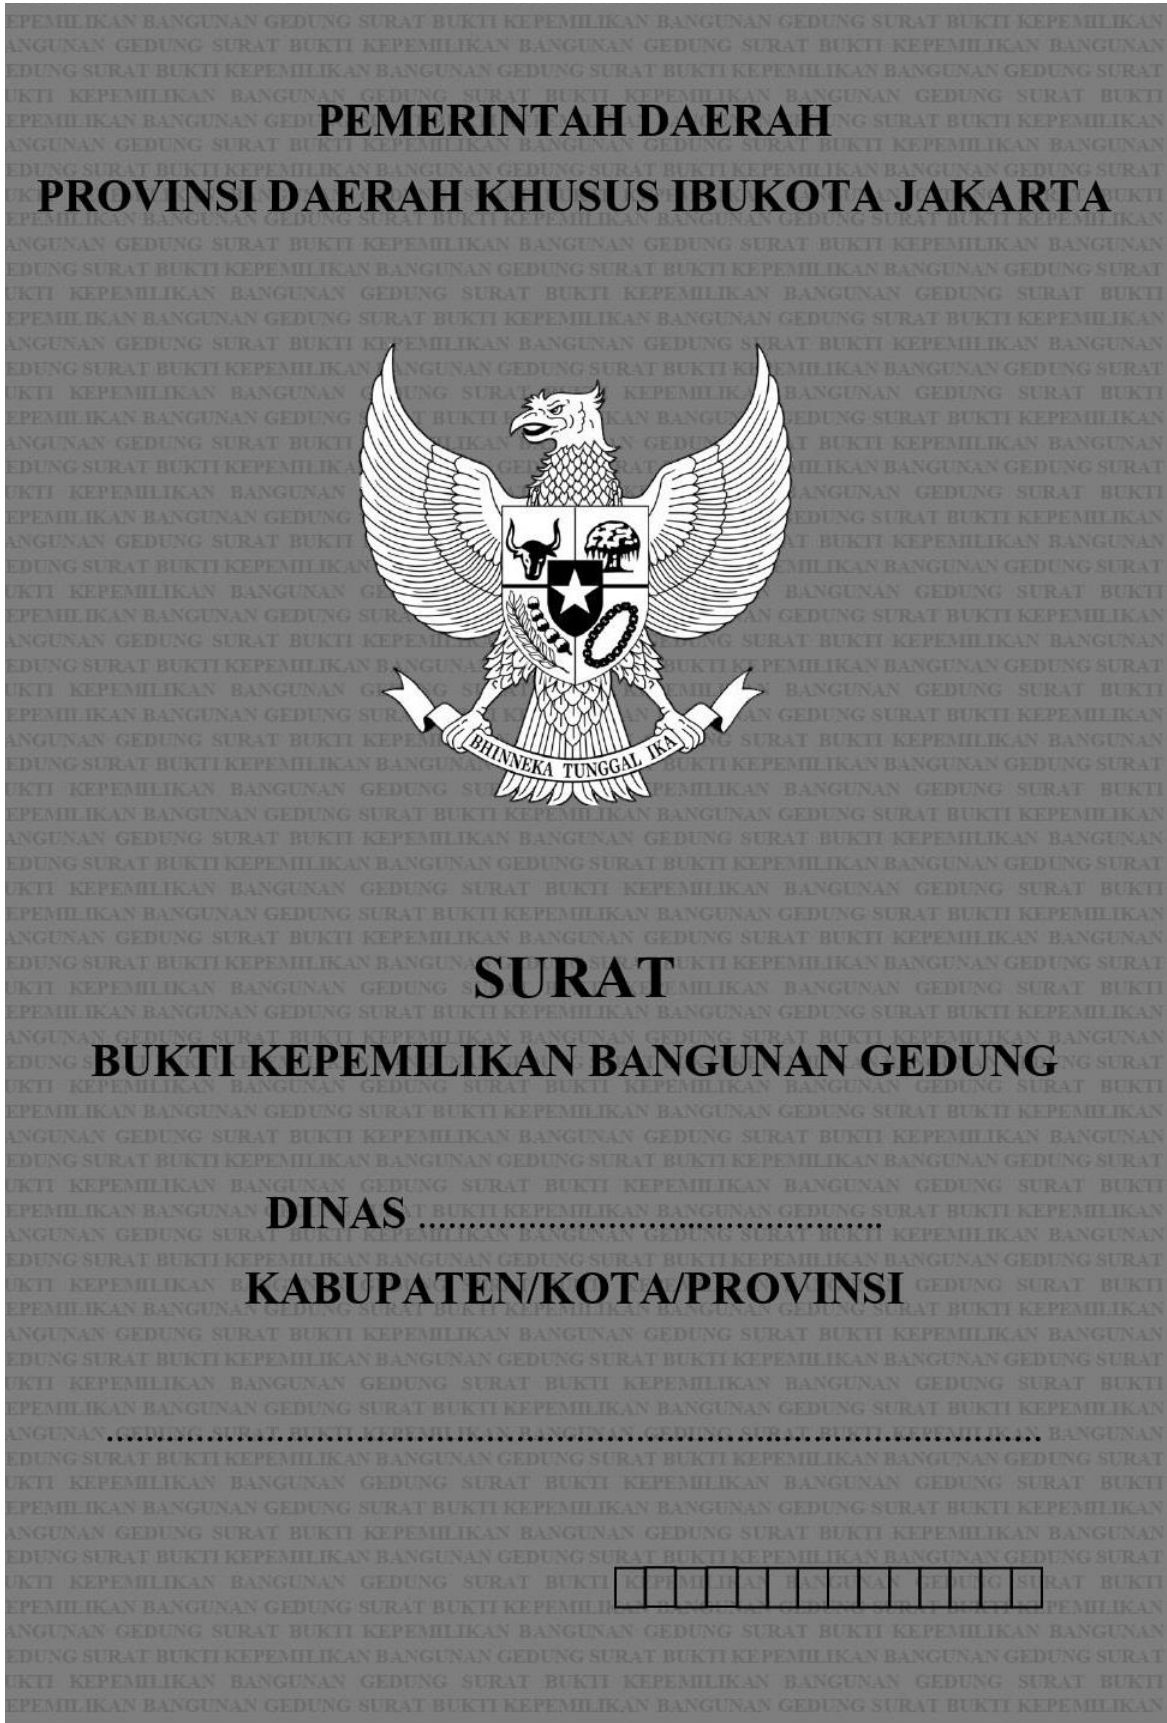 PEMERINTAH DAERAH
PROVINSI DAERAH KHUSUS IBUKOTA JAKARTA
BHINNEKA TUNGGAL IKA
SURAT
BUKTI KEPEMILIKAN BANGUNAN GEDUNG
DINAS ................................................
KABUPATEN/KOTA/PROVINSI
................................................................................................